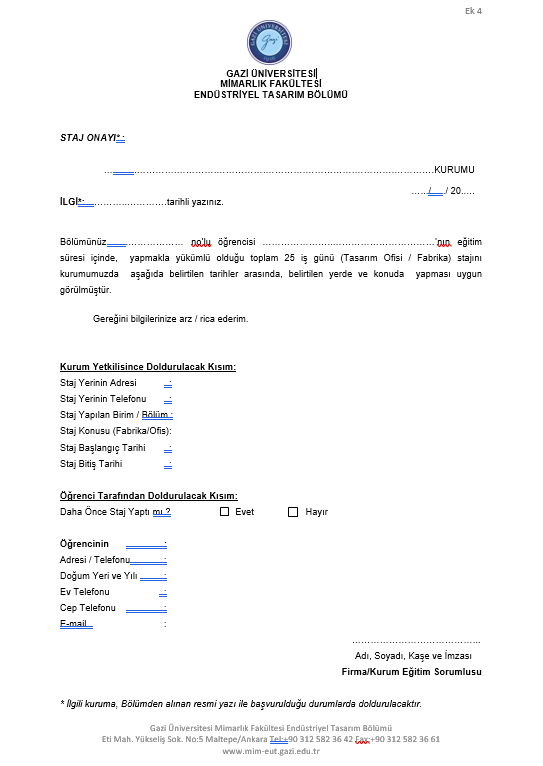 Ek 4
GAZİ ÜNİVERSİTESİ
GAZİ ÜNİVERSİTESİ
MİMARLIK FAKÜLTESİ
ENDÜSTRİYEL TASARIM BÖLÜMÜ
STAJ ONAYI*:
……………………………………………………………………………………KURUMU
……/……/ 20.….
İLGİ*:……………………tarihli yazınız.
Bölümünüz…………………… no'lu öğrencisi ……………………………………………'nın eğitim
süresi içinde, yapmakla yükümlü olduğu toplam 25 iş günü (Tasarım Ofisi / Fabrika) stajını
kurumumuzda aşağıda belirtilen tarihler arasında, belirtilen yerde ve konuda yapması uygun
görülmüştür.
Gereğini bilgilerinize arz / rica ederim.
Kurum Yetkilisince Doldurulacak Kısım:
Staj Yerinin Adresi :
Staj Yerinin Telefonu :
Staj Yapılan Birim / Bölüm :
Staj Konusu (Fabrika/Ofis):
Staj Başlangıç Tarihi :
Staj Bitiş Tarihi :
Öğrenci Tarafından Doldurulacak Kısım:
Daha Önce Staj Yaptı mı ? Evet Hayır
Öğrencinin :
Adresi / Telefonu :
Doğum Yeri ve Yılı :
Ev Telefonu :
Cep Telefonu :
E-mail :
……………………………………
Adı, Soyadı, Kaşe ve İmzası
Firma/Kurum Eğitim Sorumlusu
* İlgili kuruma, Bölümden alınan resmi yazı ile başvurulduğu durumlarda doldurulacaktır.
Gazi Üniversitesi Mimarlık Fakültesi Endüstriyel Tasarım Bölümü
Eti Mah. Yükseliş Sok. No:5 Maltepe/Ankara Tel:+90 312 582 36 42 Fax:+90 312 582 36 61
www.mim-eut.gazi.edu.tr